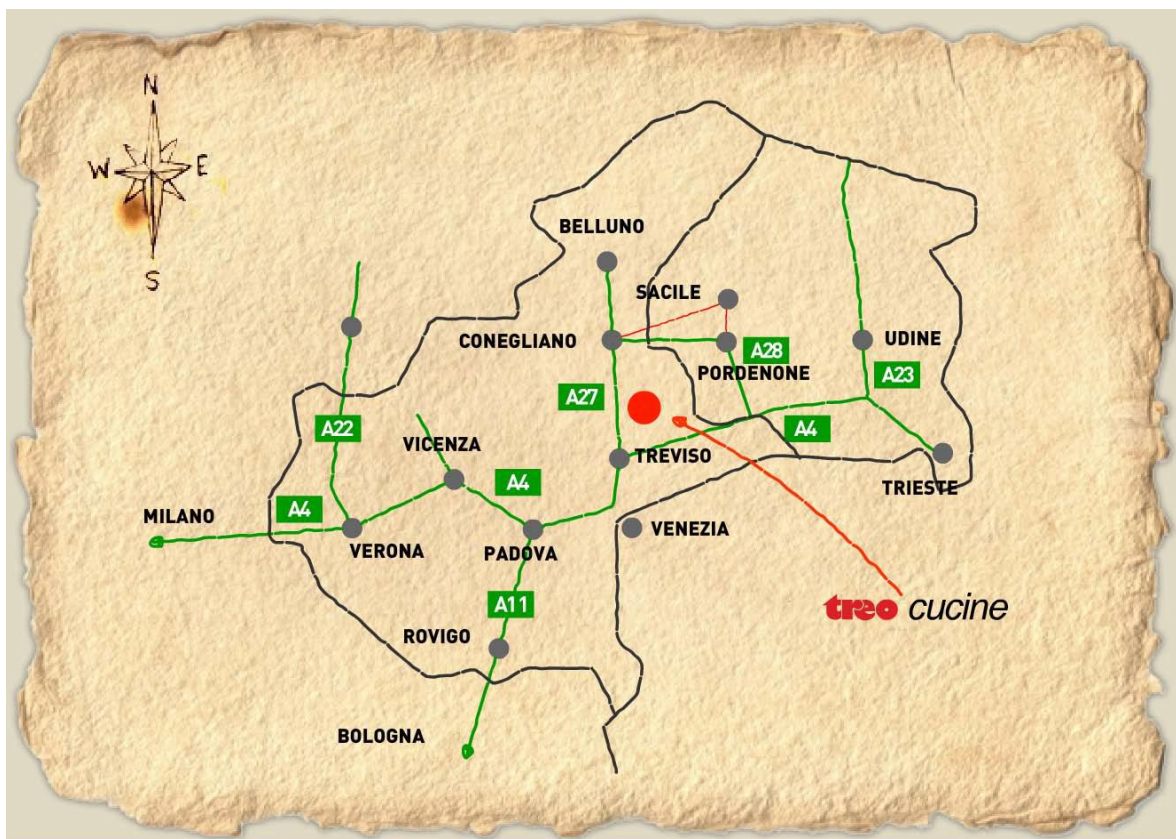 N
W E
S
BELLUNO
SACILE
CONEGLIANO
A28
UDINE
PORDENONE
A23
A27
A22
A4
VICENZA
TREVISO
A4
TRIESTE
A4
MILANO
VERONA
PADOVA
VENEZIA
A11
treo cucine
ROVIGO
BOLOGNA